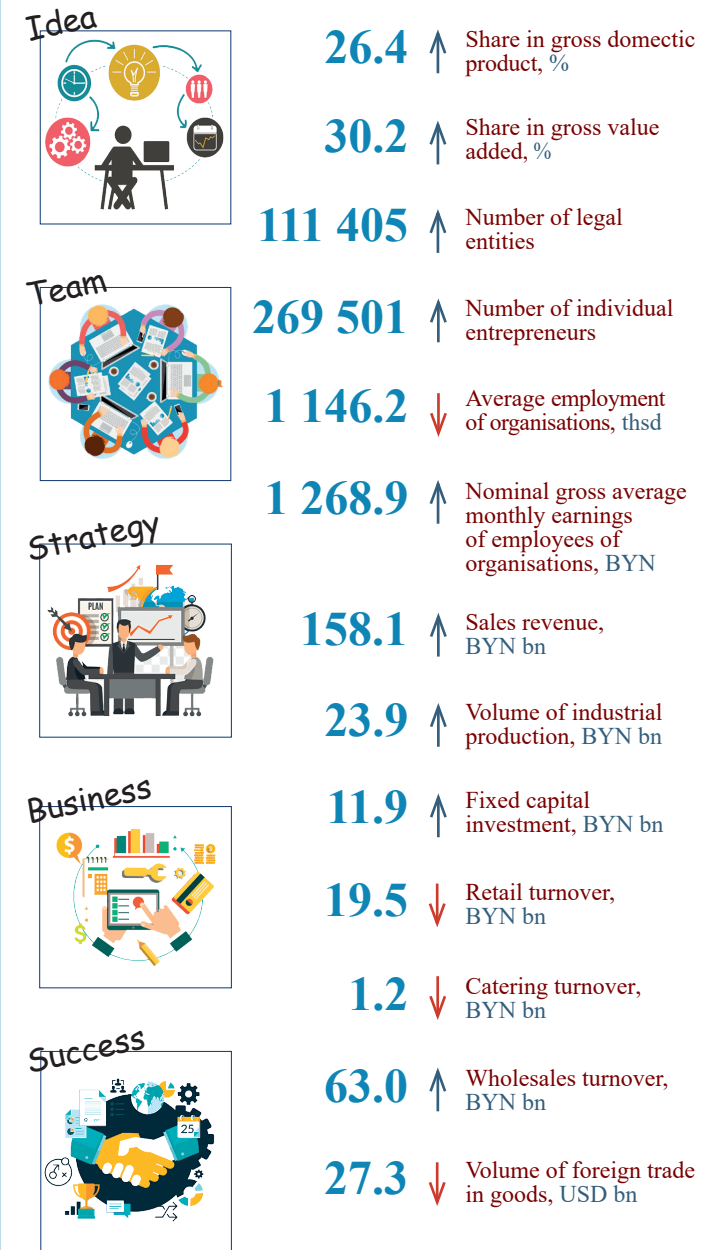 Idea
26.4
Share in gross domectic
product, %
30.2
Share in gross value
added, %
111 405
Number of legal
entities
Team
269 501
Number of individual
entrepreneurs
1 146.2
Average employment
of organisations, thsd
1 268.9
Nominal gross average
monthly earnings
of employees of
organisations, BYN
Strategy
PLAN
158.1
Sales revenue,
BYN bn
23.9
Volume of industrial
production, BYN bn
Business
$
$
11.9
Fixed capital
investment, BYN bn
19.5
Retail turnover,
BYN bn
1.2
Catering turnover,
BYN bn
Success
25
63.0
Wholesales turnover,
BYN bn
27.3
Volume of foreign trade
in goods, USD bn